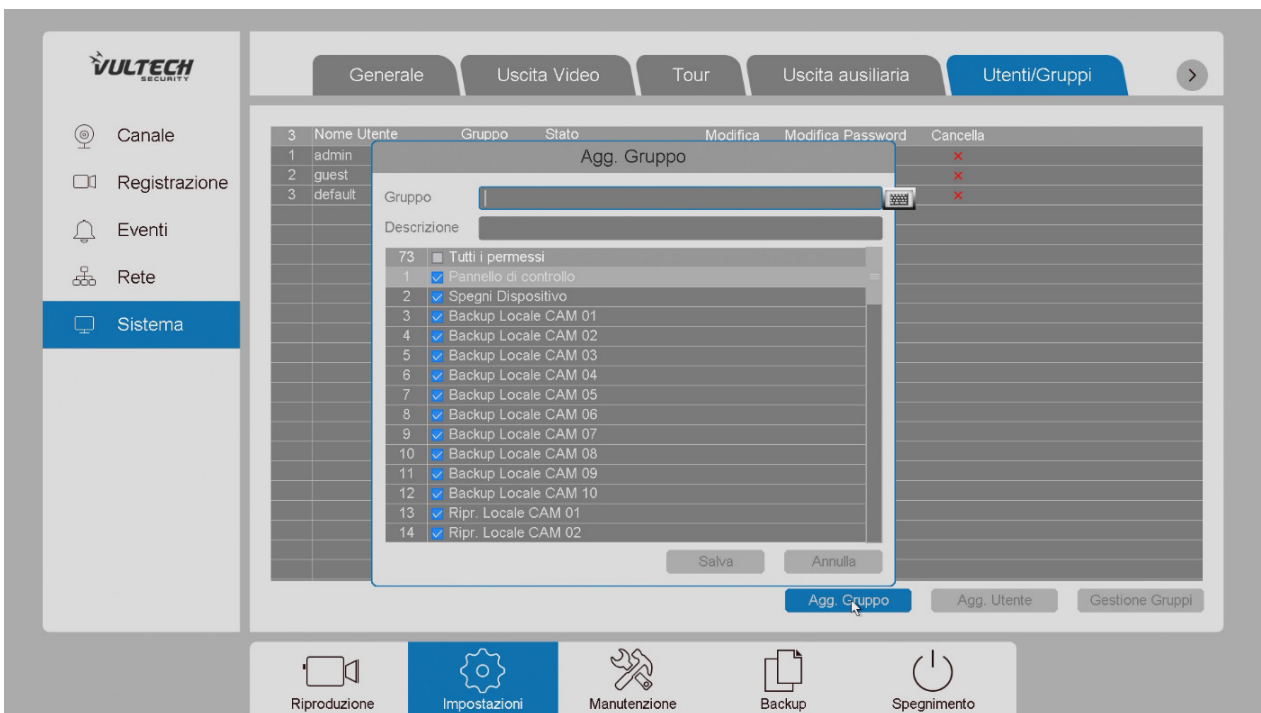 VULTECH
SECURITY
Generale
Uscita Video
Tour
Uscita ausiliaria
Utenti/Gruppi
Canale
Registrazione
Eventi
Rete
Sistema
3 Nome Utente Gruppo Stato Modifica Modifica Password Cancella
1 admin
2 guest
3 default
Agg. Gruppo
Gruppo
Descrizione
73 Tutti i permessi
1 Pannello di controllo
2 Spegni Dispositivo
3 Backup Locale CAM 01
4 Backup Locale CAM 02
5 Backup Locale CAM 03
6 Backup Locale CAM 04
7 Backup Locale CAM 05
8 Backup Locale CAM 06
9 Backup Locale CAM 07
10 Backup Locale CAM 08
11 Backup Locale CAM 09
12 Backup Locale CAM 10
13 Ripr. Locale CAM 01
14 Ripr. Locale CAM 02
Salva
Annulla
Agg. Gruppo
Agg. Utente
Gestione Gruppi
Riproduzione
Impostazioni
Manutenzione
Backup
Spegnimento